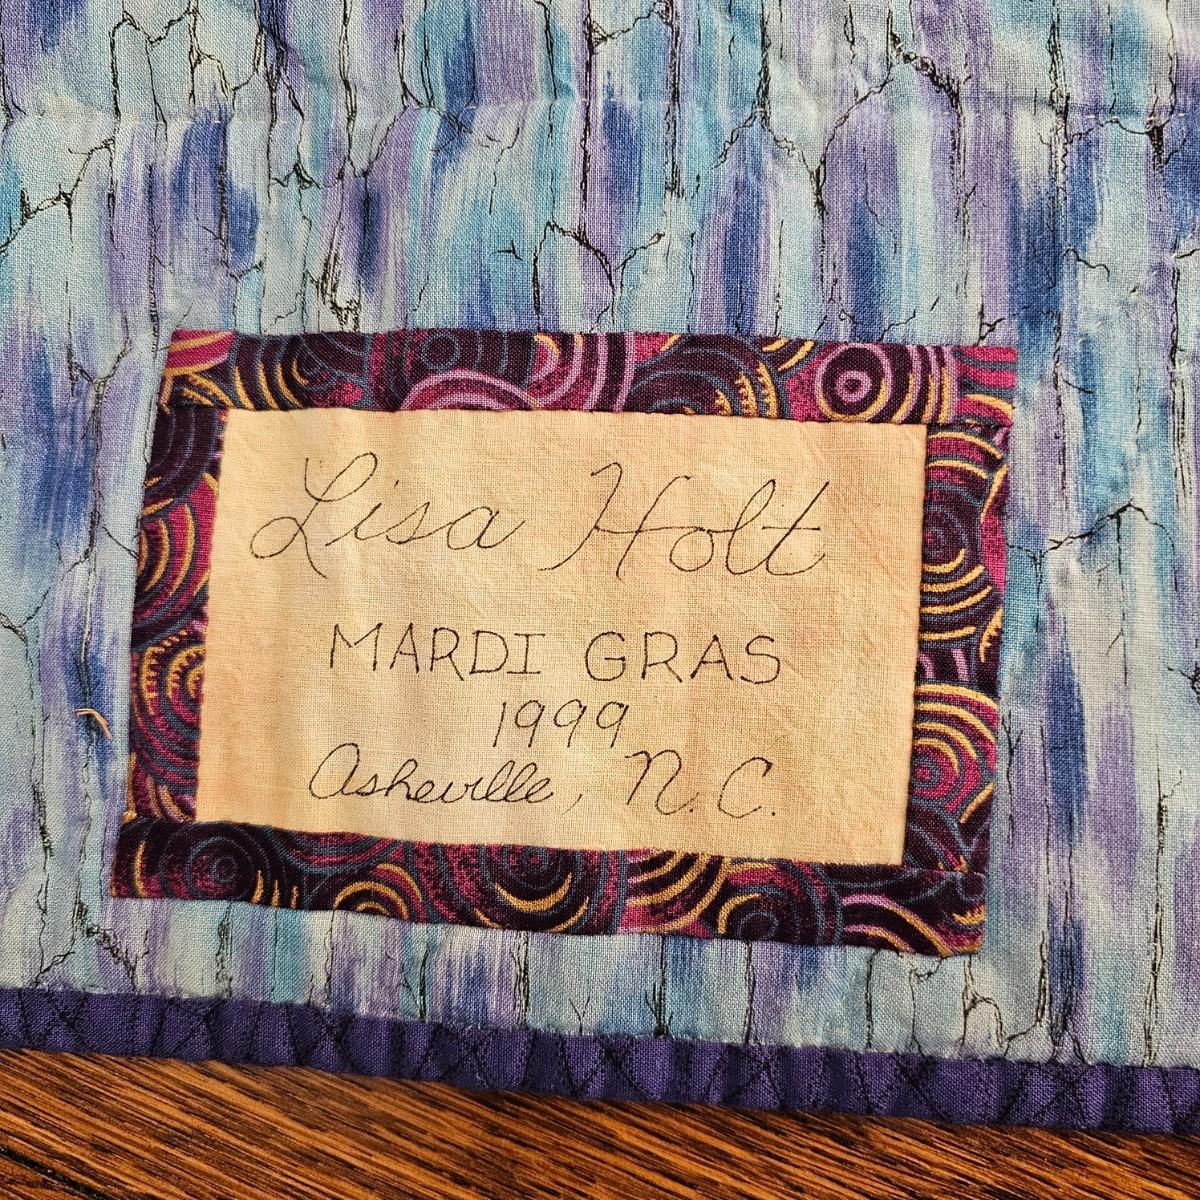 Lisa Holt
MARDI GRAS
1999
Asheville, N.C.